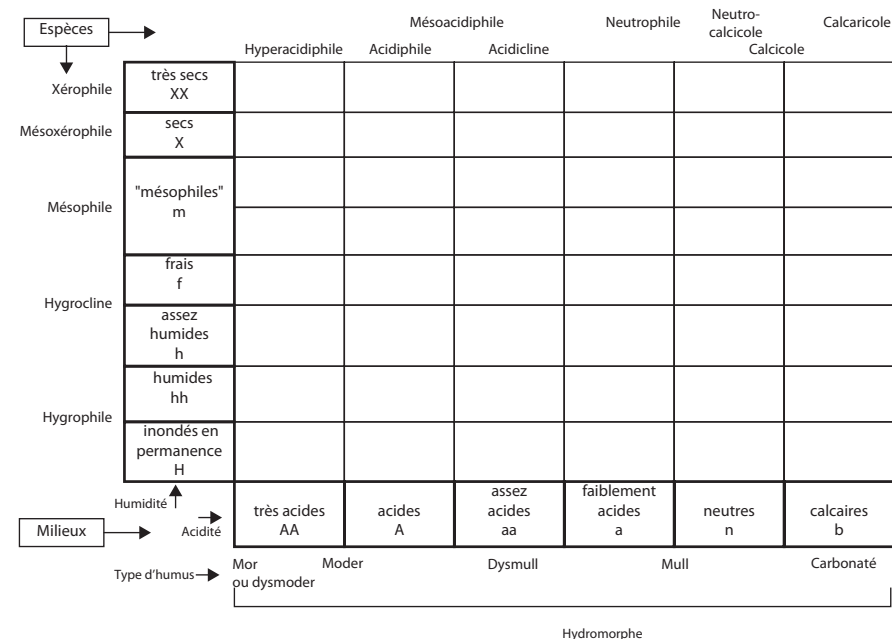 Espèces
Mésoacidiphile
Neutrophile
Neutro-
calcicole
Calcaricole
Hyperacidiphile
Acidiphile
Acidicline
Calcicole
Xérophile
très secs
XX
Mésoxérophile
secs
X
Mésophile
"mésophiles"
m
frais
f
Hygrocline
assez
humides
h
humides
hh
Hygrophile
inondés en
permanence
H
Humidité
Acidité
Milieux
très acides
AA
acides
A
assez
acides
aa
faiblement
acides
a
neutres
n
calcaires
b
Type d’humus
Mor
ou dysmoder
Moder
Dysmull
Mull
Carbonaté
Hydromorphe